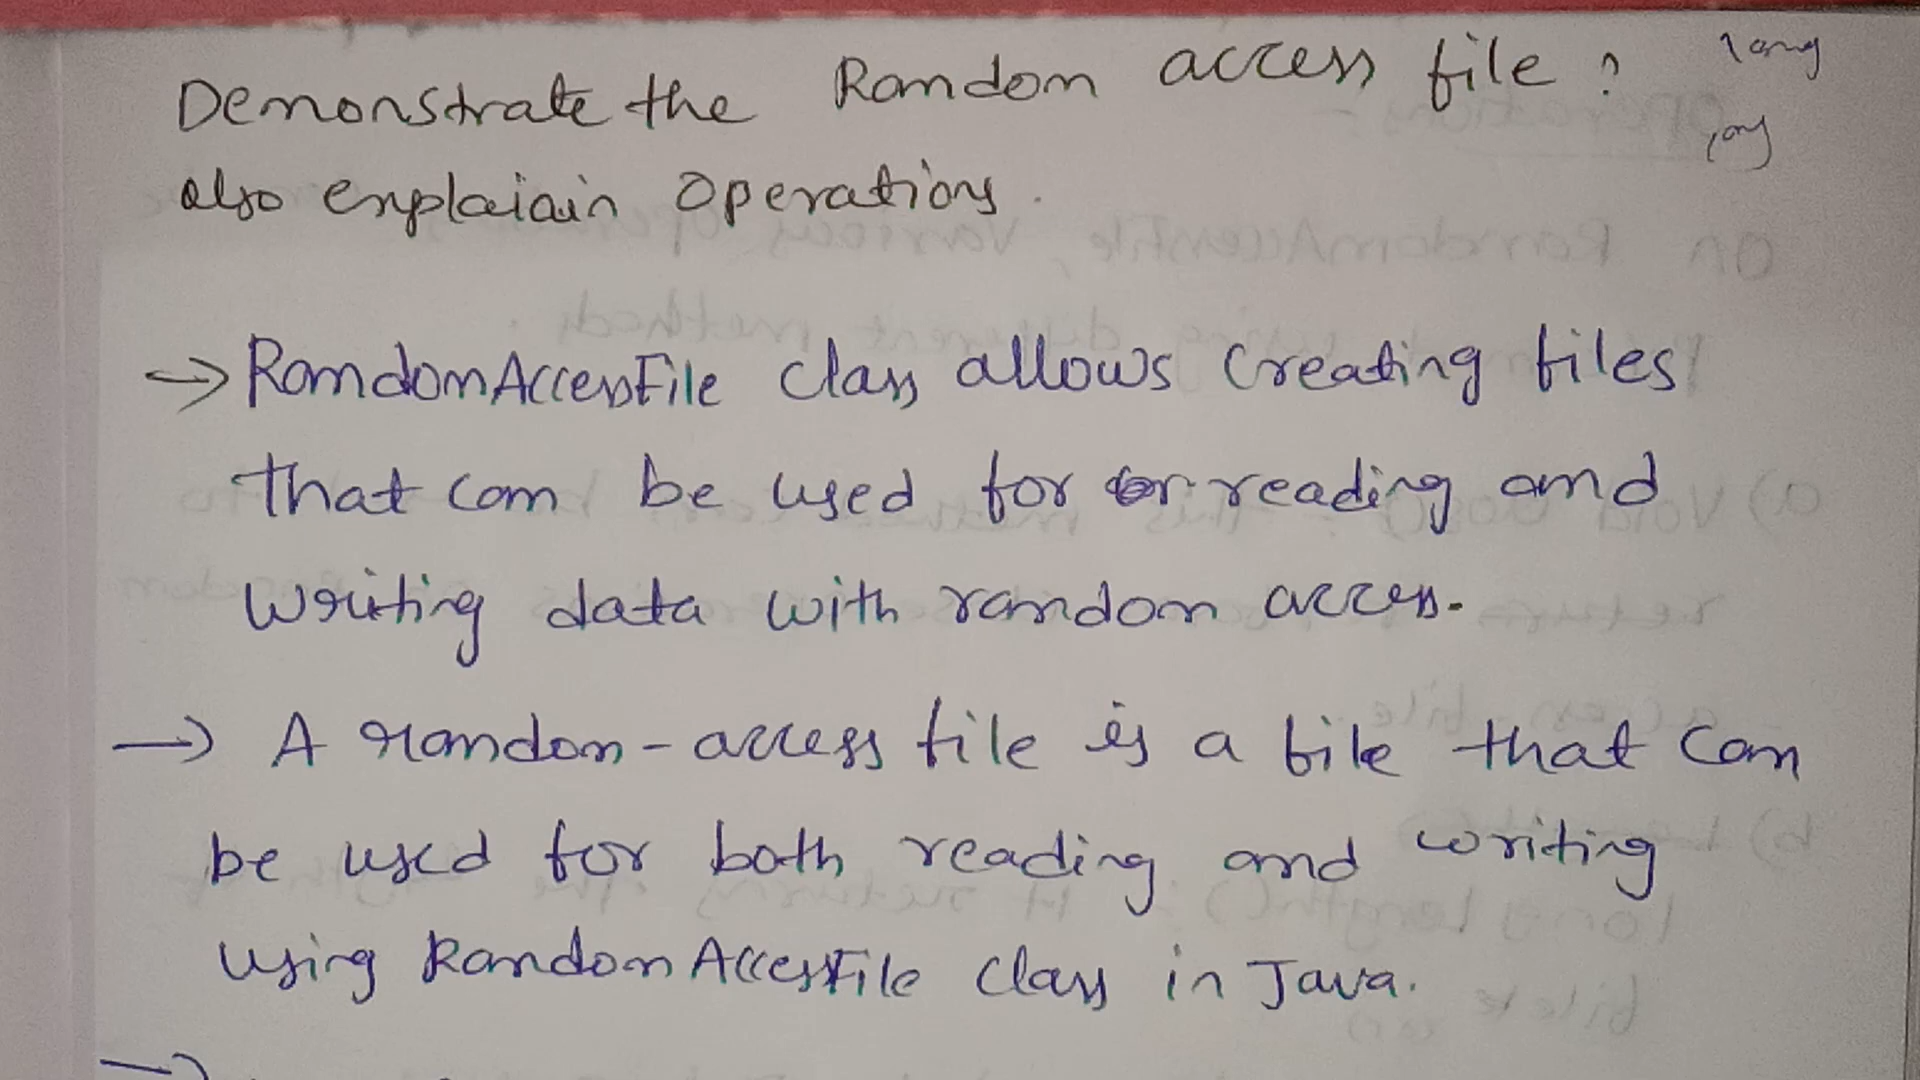 Demonstrate the Random access file ? long
also explaiain Operations.
→ RandomAccessFile class allows creating files
that can be used for reading and
writing data with random access.
→ A random-access file is a file that can
be used for both reading and writing
using RandomAccessFile class in Java.
→